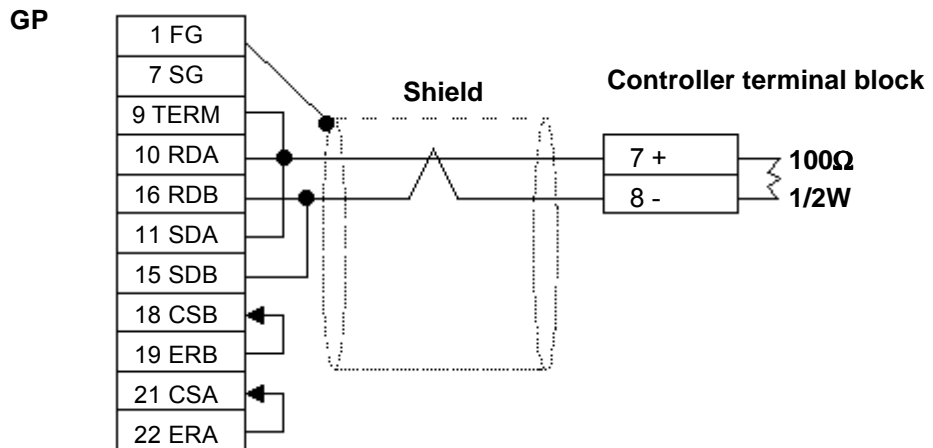 GP
1 FG
7 SG
9 TERM
10 RDA
16 RDB
11 SDA
15 SDB
18 CSB
19 ERB
21 CSA
22 ERA
Shield
Controller terminal block
7 +
8 -
100Ω
1/2W